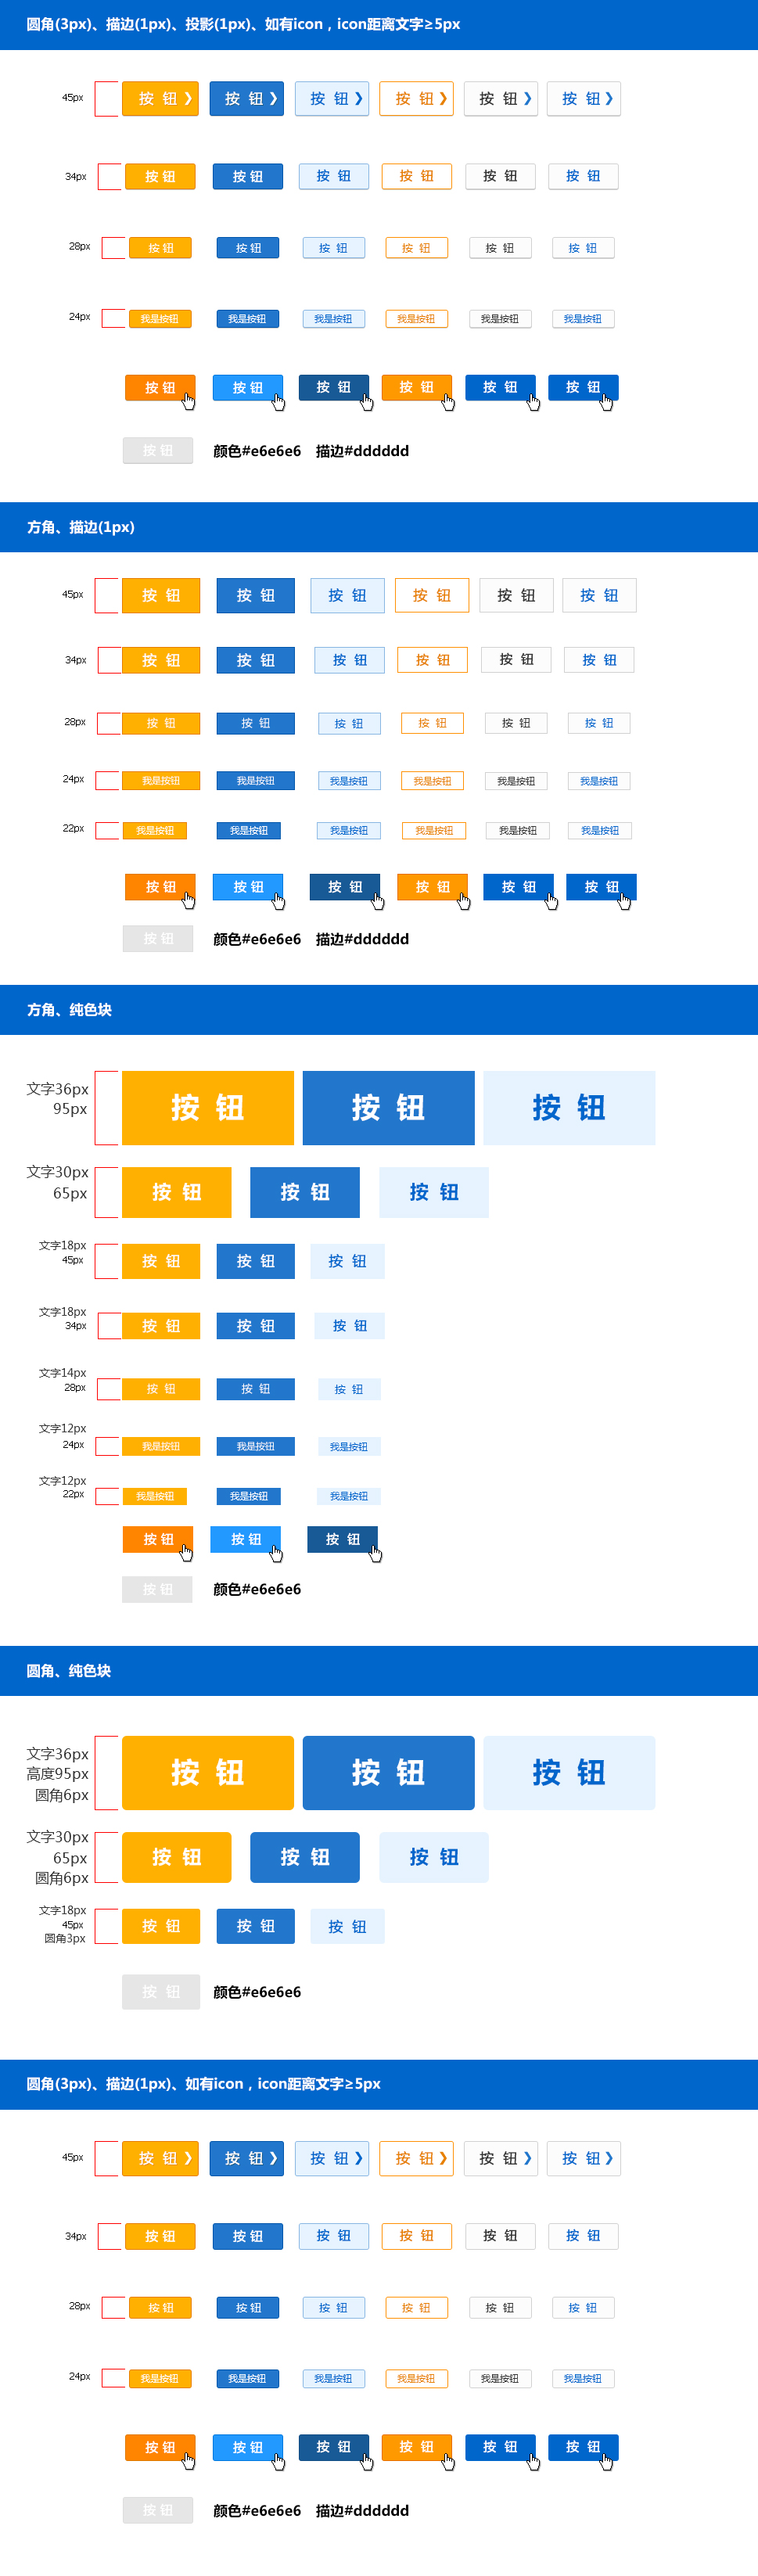 圆角(3px)、描边(1px)、投影(1px)、如有icon，icon距离文字≥5px
45px 按 钮 ❯ 按 钮 ❯ 按 钮 ❯ 按 钮 ❯ 按 钮 ❯ 按 钮 ❯
34px 按 钮 按 钮 按 钮 按 钮 按 钮 按 钮
28px 按 钮 按 钮 按 钮 按 钮 按 钮 按 钮
24px 我是按钮 我是按钮 我是按钮 我是按钮 我是按钮 我是按钮
按 钮 按 钮 按 钮 按 钮 按 钮 按 钮
按 钮 颜色#e6e6e6 描边#dddddd
方角、描边(1px)
45px 按 钮 按 钮 按 钮 按 钮 按 钮 按 钮
34px 按 钮 按 钮 按 钮 按 钮 按 钮 按 钮
28px 按 钮 按 钮 按 钮 按 钮 按 钮 按 钮
24px 我是按钮 我是按钮 我是按钮 我是按钮 我是按钮 我是按钮
22px 我是按钮 我是按钮 我是按钮 我是按钮 我是按钮 我是按钮
按 钮 按 钮 按 钮 按 钮 按 钮 按 钮
按 钮 颜色#e6e6e6 描边#dddddd
方角、纯色块
文字36px
95px 按 钮 按 钮 按 钮
文字30px
65px 按 钮 按 钮 按 钮
文字18px
45px 按 钮 按 钮 按 钮
文字18px
34px 按 钮 按 钮 按 钮
文字14px
28px 按 钮 按 钮 按 钮
文字12px
24px 我是按钮 我是按钮 我是按钮
文字12px
22px 我是按钮 我是按钮 我是按钮
按 钮 按 钮 按 钮
按 钮 颜色#e6e6e6
圆角、纯色块
文字36px
高度95px 按 钮 按 钮 按 钮
圆角6px
文字30px
65px 按 钮 按 钮 按 钮
圆角6px
文字18px
45px 按 钮 按 钮 按 钮
圆角3px
按 钮 颜色#e6e6e6
圆角(3px)、描边(1px)、如有icon，icon距离文字≥5px
45px 按 钮 ❯ 按 钮 ❯ 按 钮 ❯ 按 钮 ❯ 按 钮 ❯ 按 钮 ❯
34px 按 钮 按 钮 按 钮 按 钮 按 钮 按 钮
28px 按 钮 按 钮 按 钮 按 钮 按 钮 按 钮
24px 我是按钮 我是按钮 我是按钮 我是按钮 我是按钮 我是按钮
按 钮 按 钮 按 钮 按 钮 按 钮 按 钮
按 钮 颜色#e6e6e6 描边#dddddd